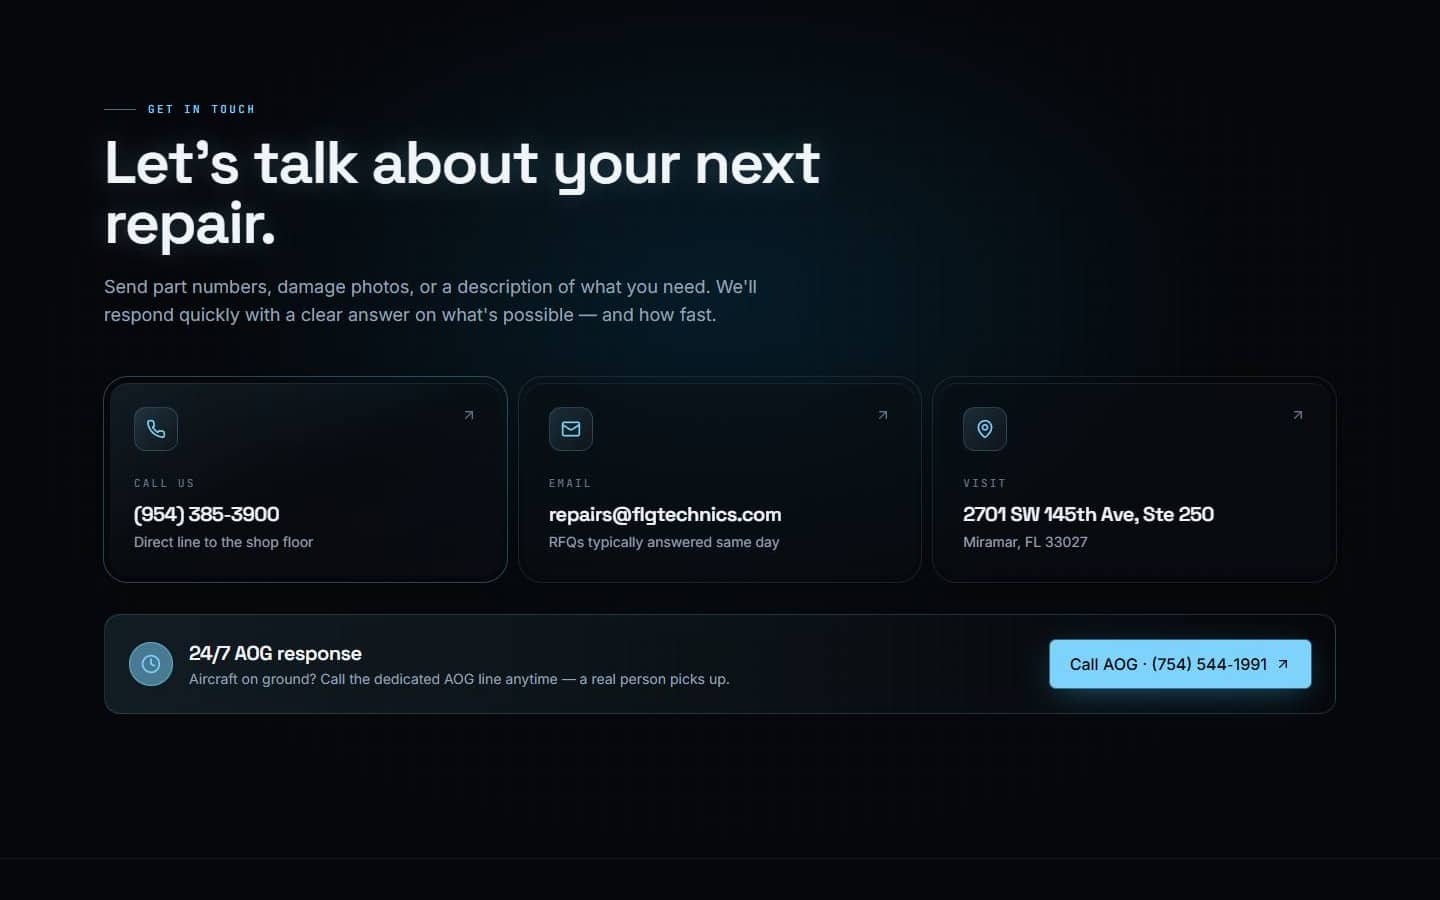 GET IN TOUCH
Let’s talk about your next
repair.
Send part numbers, damage photos, or a description of what you need. We'll
respond quickly with a clear answer on what's possible — and how fast.
CALL US
(954) 385-3900
Direct line to the shop floor
EMAIL
repairs@flgtechnics.com
RFQs typically answered same day
VISIT
2701 SW 145th Ave, Ste 250
Miramar, FL 33027
24/7 AOG response
Aircraft on ground? Call the dedicated AOG line anytime — a real person picks up.
Call AOG · (754) 544-1991